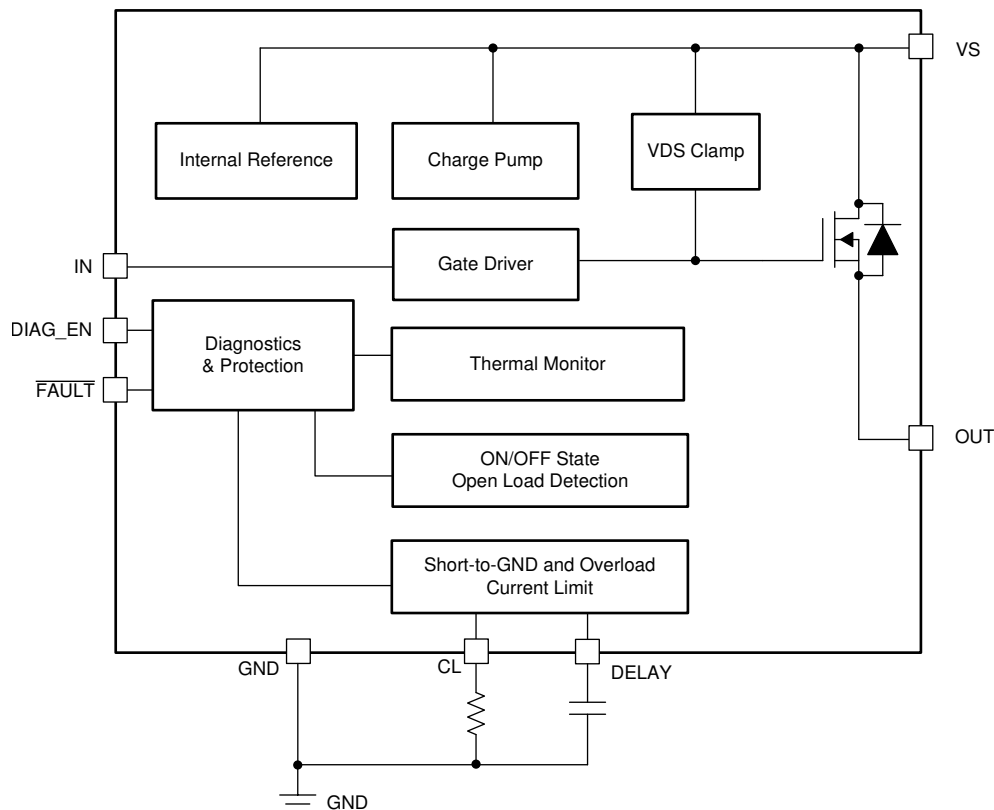 VS
Internal Reference
Charge Pump
VDS Clamp
IN
Gate Driver
DIAG_EN
Diagnostics
& Protection
Thermal Monitor
FAULT
OUT
ON/OFF State
Open Load Detection
Short-to-GND and Overload
Current Limit
GND
CL
DELAY
GND